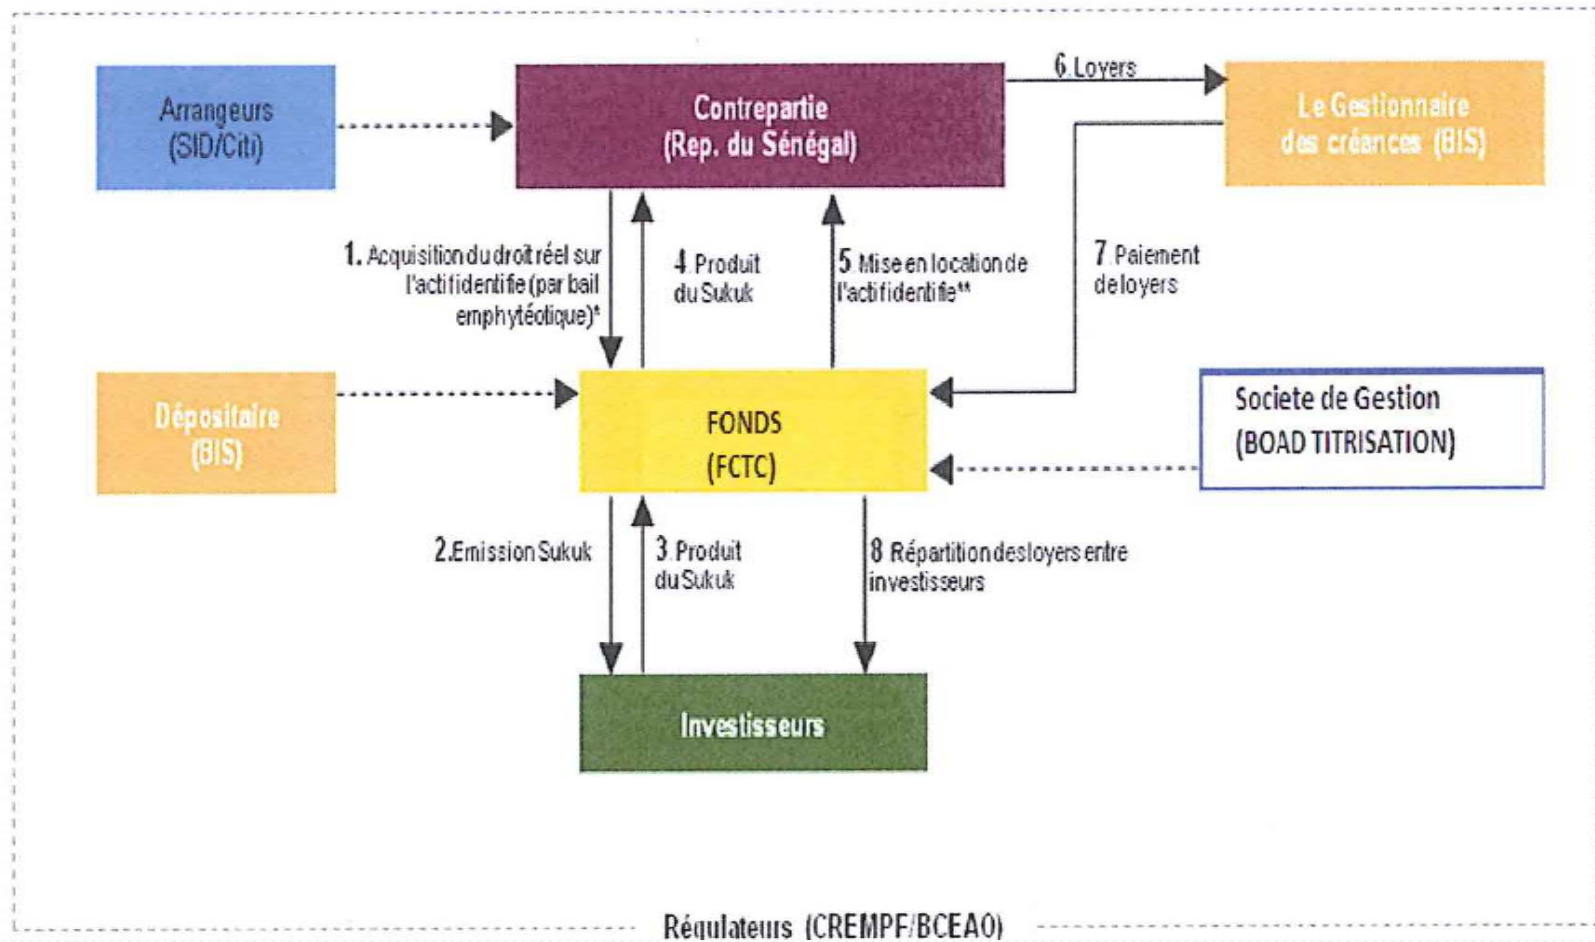 Arrangeurs
(SID/Citi)
Contrepartie
(Rep. du Sénégal)
6 Loyers
Le Gestionnaire
des créances (BIS)
1. Acquisition du droit réel sur
l'actif identifie (par bail
emphytéotique)*
4 Produit
du Sukuk
5 Mise en location de
l'actif identifie**
7 Paiement
de loyers
Dépositaire
(BIS)
FONDS
(FCTC)
Societe de Gestion
(BOAD TITRISATION)
2.Emission Sukuk
3 Produit
du Sukuk
8 Répartition des loyers entre
investisseurs
Investisseurs
Régulateurs (CREMPF/BCEAO)